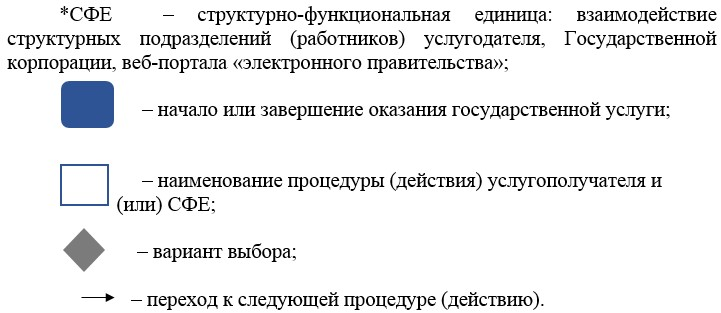 *СФЕ – структурно-функциональная единица: взаимодействие
структурных подразделений (работников) услугодателя, Государственной
корпорации, веб-портала «электронного правительства»;
– начало или завершение оказания государственной услуги;
– наименование процедуры (действия) услугополучателя и
(или) СФЕ;
– вариант выбора;
– переход к следующей процедуре (действию).